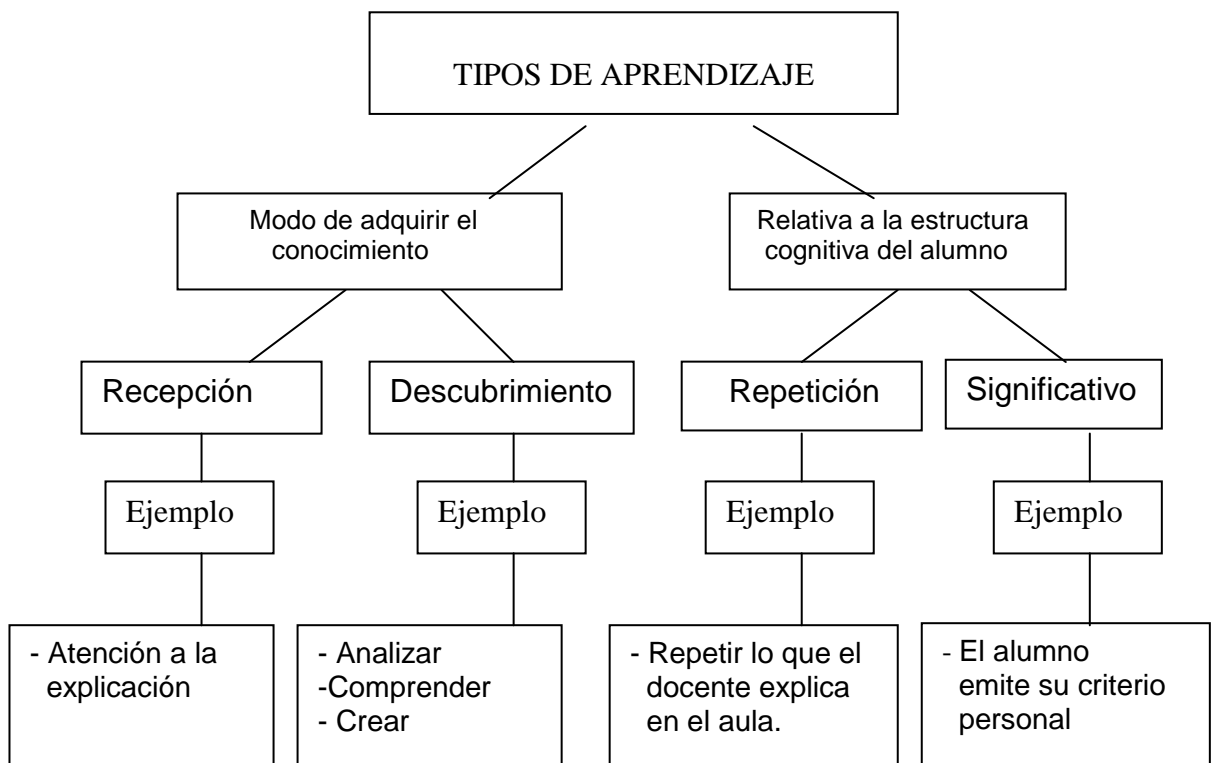 TIPOS DE APRENDIZAJE
Modo de adquirir el
conocimiento
Relativa a la estructura
cognitiva del alumno
Recepción
Descubrimiento
Repetición
Significativo
Ejemplo
Ejemplo
Ejemplo
Ejemplo
- Atención a la
explicación
- Analizar
-Comprender
- Crear
- Repetir lo que el
docente explica
en el aula.
- El alumno
emite su criterio
personal